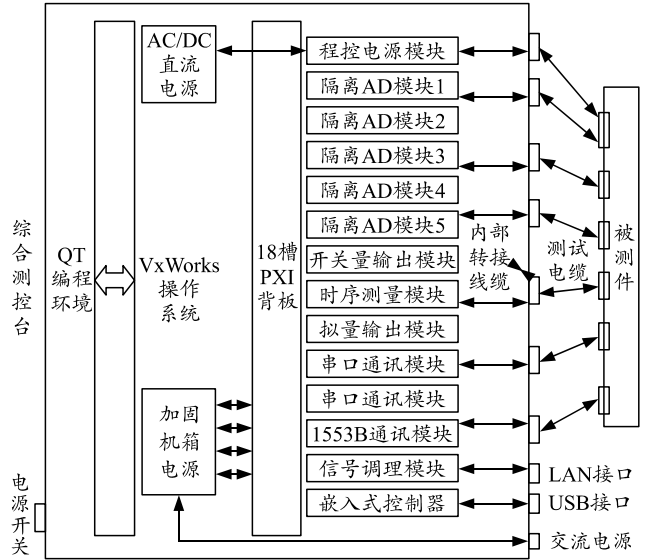 综
合
测
控
台
电
源
开
关
QT
编程
环境
VxWorks
操作
系统
AC/DC
直流
电源
加固
机箱
电源
18槽
PXI
背板
程控电源模块
隔离AD模块1
隔离AD模块2
隔离AD模块3
隔离AD模块4
隔离AD模块5
开关量输出模块
时序测量模块
拟量输出模块
串口通讯模块
串口通讯模块
1553B通讯模块
信号调理模块
嵌入式控制器
内部
转接
线缆
测试
电缆
被
测
件
LAN接口
USB接口
交流电源